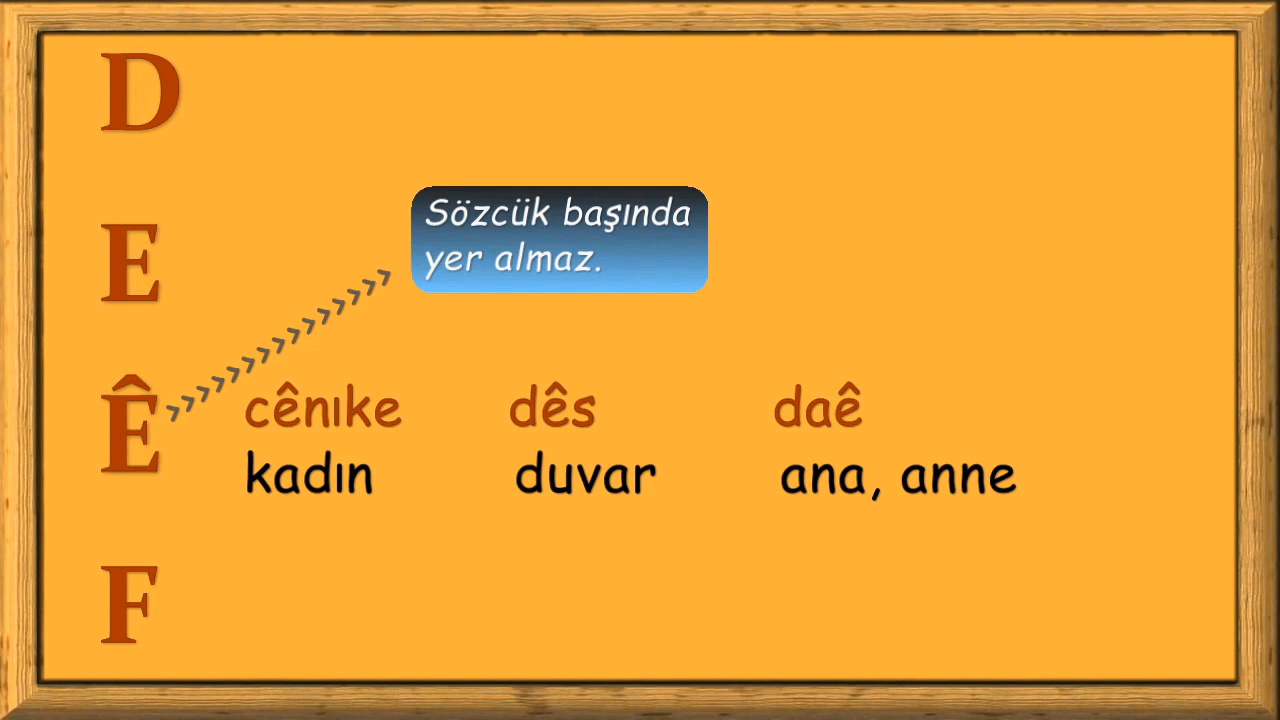 D
E
Sözcük başında
yer almaz.
Ê
cênıke dês daê
kadın duvar ana, anne
F